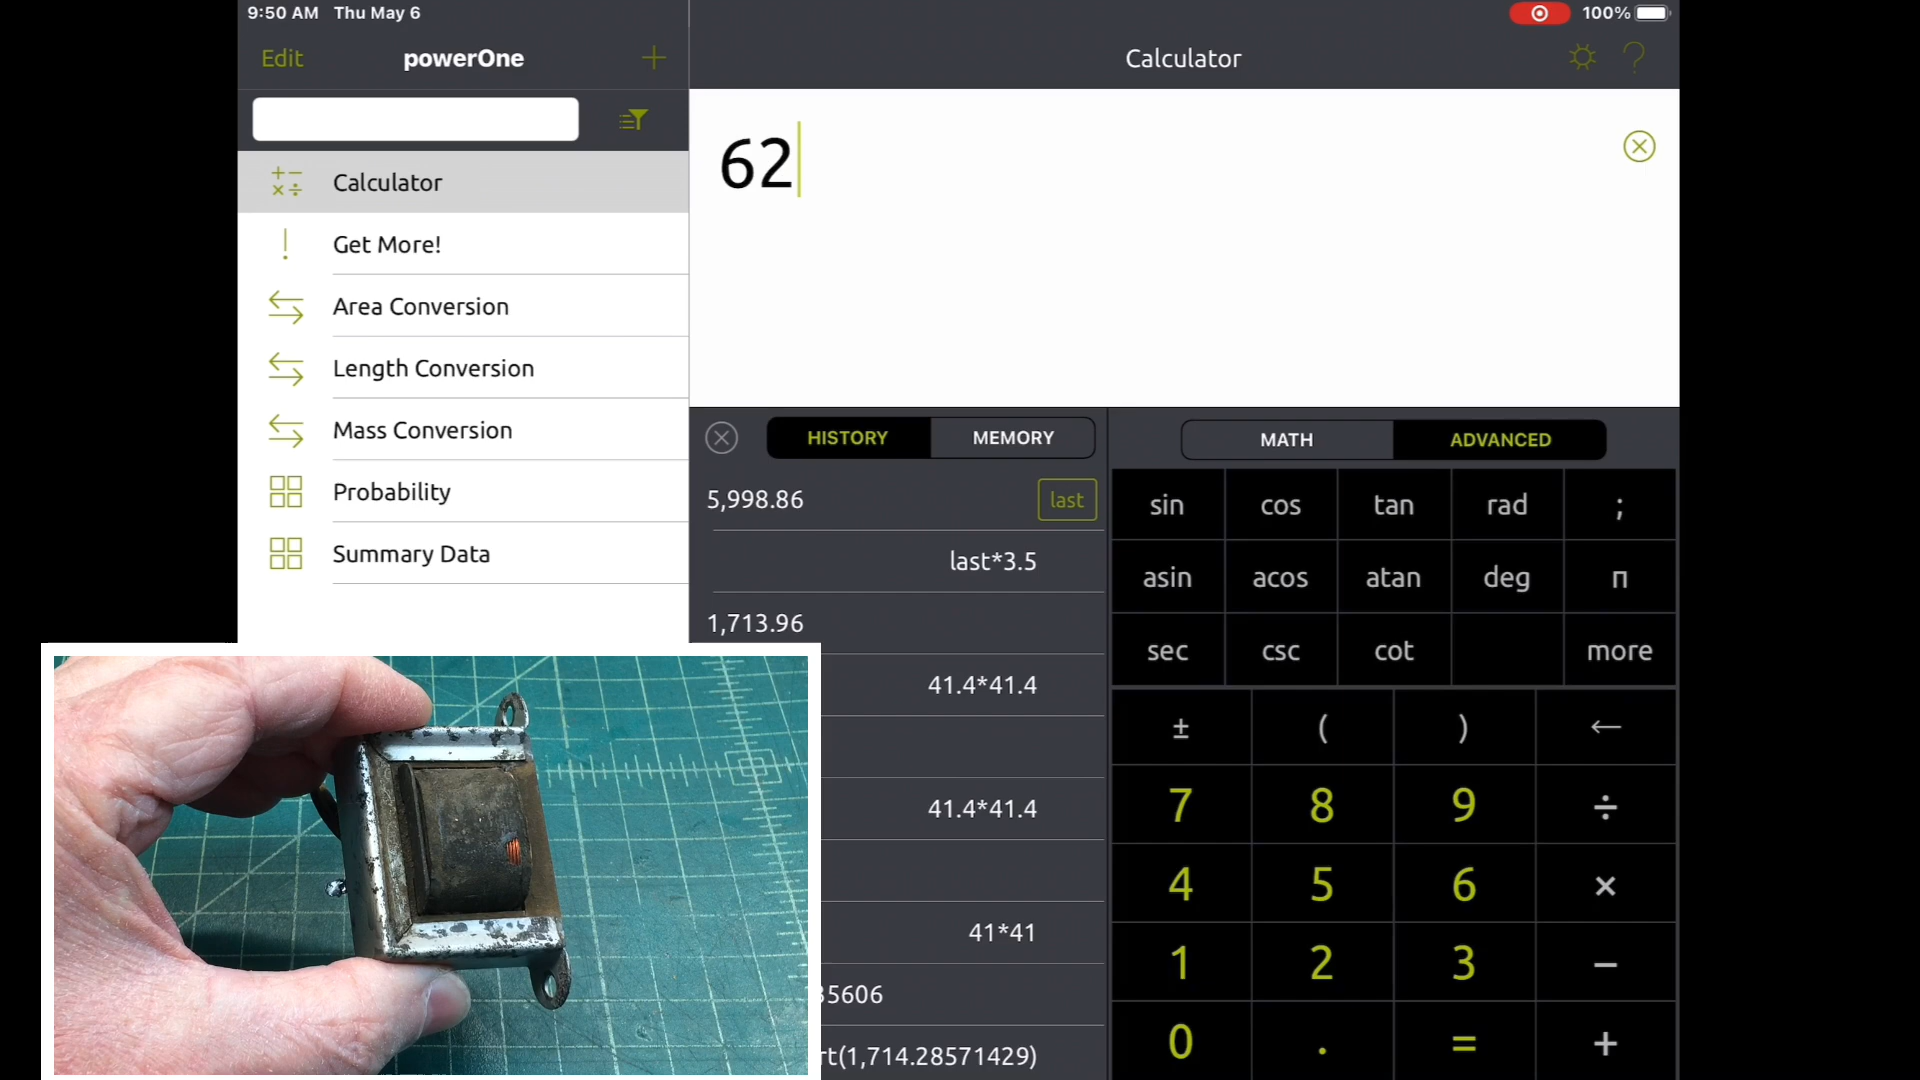 9:50 AM Thu May 6
100%
Edit
powerOne
Calculator
?
62
Calculator
Get More!
Area Conversion
Length Conversion
Mass Conversion
Probability
Summary Data
HISTORY
MEMORY
5,998.86
last
last*3.5
1,713.96
41.4*41.4
41.4*41.4
41*41
35606
rt(1,714.28571429)
MATH
ADVANCED
sin cos tan rad ;
asin acos atan deg π
sec csc cot more
± ( ) ←
7 8 9 ÷
4 5 6 ×
1 2 3 −
0 . = +